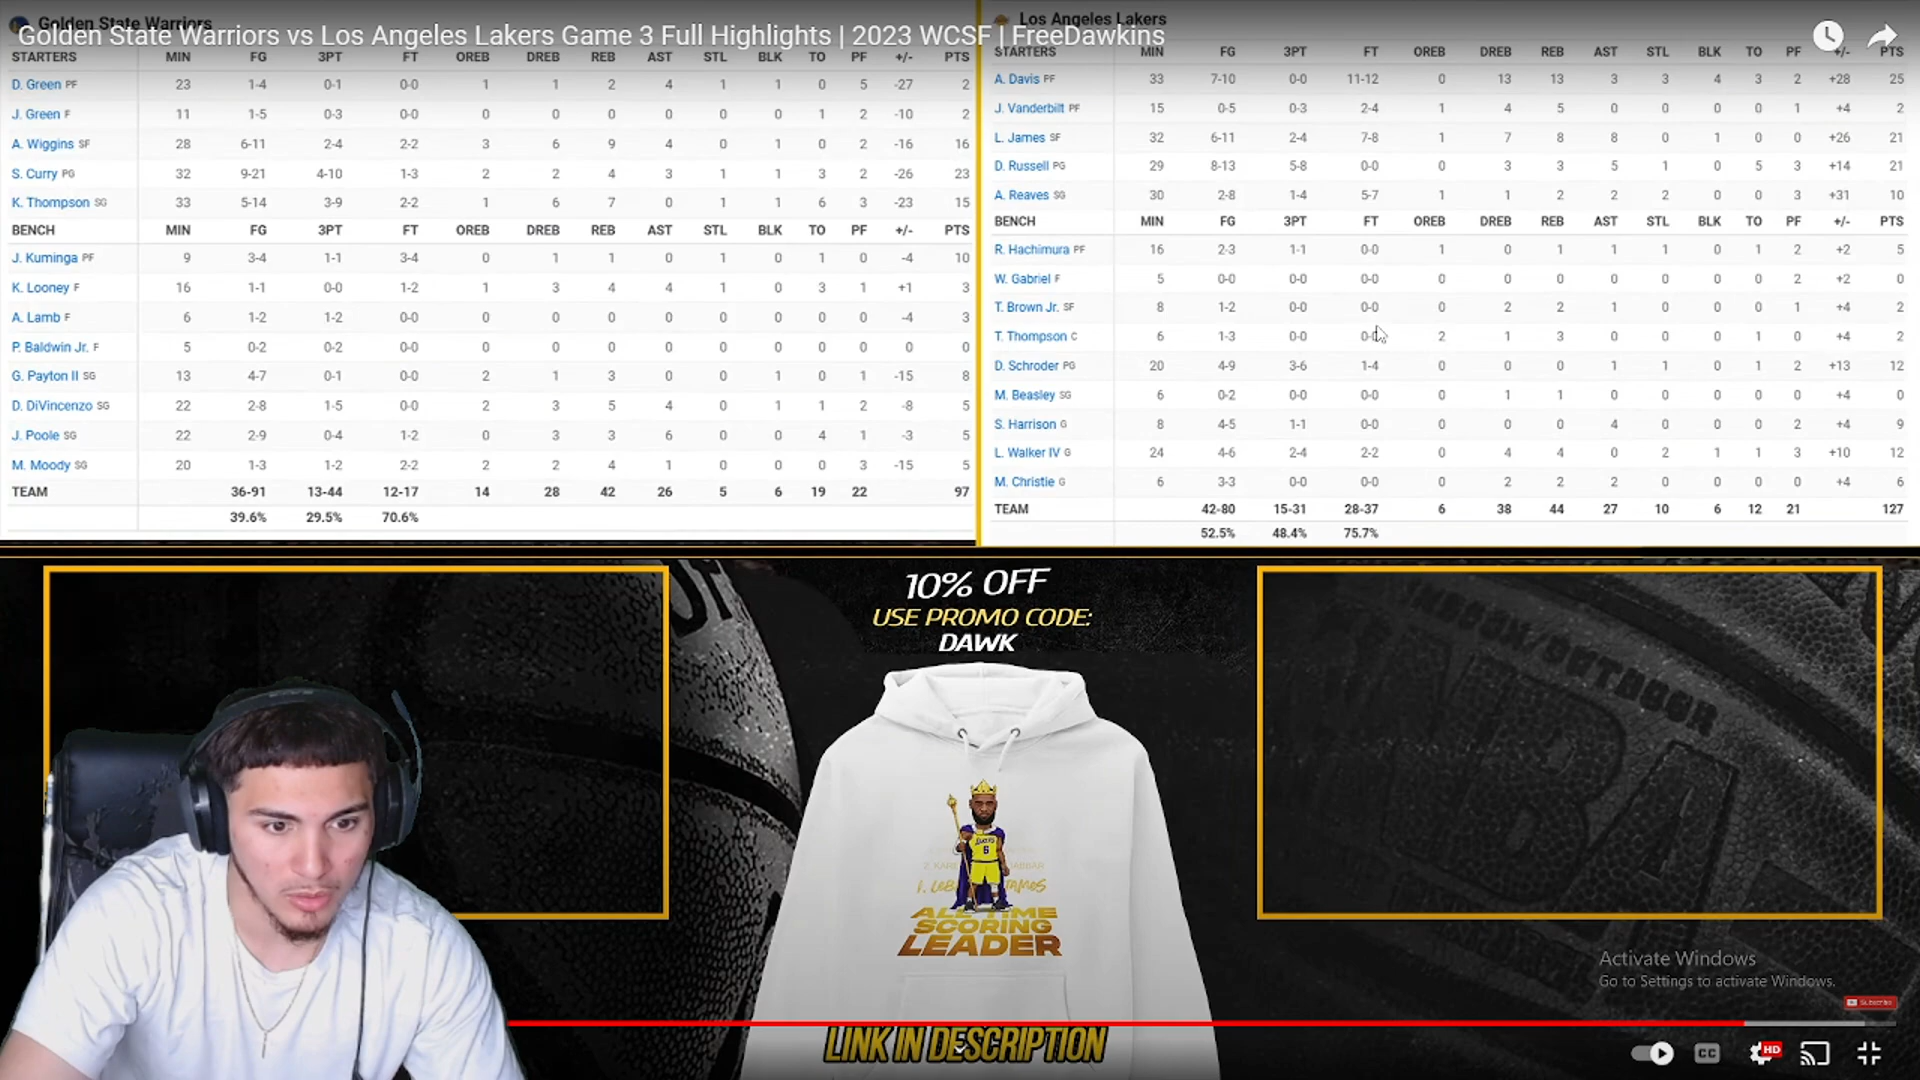 Golden State Warriors
Golden State Warriors vs Los Angeles Lakers Game 3 Full Highlights | 2023 WCSF | FreeDawkins
STARTERS MIN FG 3PT FT OREB DREB REB AST STL BLK TO PF +/- PTS
D. Green PF 23 1-4 0-1 0-0 1 1 2 4 1 1 0 5 -27 2
J. Green F 11 1-5 0-3 0-0 0 0 0 0 0 0 1 2 -10 2
A. Wiggins SF 28 6-11 2-4 2-2 3 6 9 4 0 1 0 2 -16 16
S. Curry PG 32 9-21 4-10 1-3 2 2 4 3 1 1 3 2 -26 23
K. Thompson SG 33 5-14 3-9 2-2 1 6 7 0 1 1 6 3 -23 15
BENCH MIN FG 3PT FT OREB DREB REB AST STL BLK TO PF +/- PTS
J. Kuminga PF 9 3-4 1-1 3-4 0 1 1 0 1 0 1 0 -4 10
K. Looney F 16 1-1 0-0 1-2 1 3 4 4 1 0 3 1 +1 3
A. Lamb F 6 1-2 1-2 0-0 0 0 0 0 0 0 0 0 -4 3
P. Baldwin Jr. F 5 0-2 0-2 0-0 0 0 0 0 0 0 0 0 0 0
G. Payton II SG 13 4-7 0-1 0-0 2 1 3 0 0 1 0 1 -15 8
D. DiVincenzo SG 22 2-8 1-5 0-0 2 3 5 4 0 1 1 2 -8 5
J. Poole SG 22 2-9 0-4 1-2 0 3 3 6 0 0 4 1 -3 5
M. Moody SG 20 1-3 1-2 2-2 2 2 4 1 0 0 0 3 -15 5
TEAM 36-91 13-44 12-17 14 28 42 26 5 6 19 22 97
39.6% 29.5% 70.6%
Los Angeles Lakers
STARTERS MIN FG 3PT FT OREB DREB REB AST STL BLK TO PF +/- PTS
A. Davis PF 33 7-10 0-0 11-12 0 13 13 3 3 4 3 2 +28 25
J. Vanderbilt PF 15 0-5 0-3 2-4 1 4 5 0 0 0 0 1 +4 2
L. James SF 32 6-11 2-4 7-8 1 7 8 8 0 1 0 0 +26 21
D. Russell PG 29 8-13 5-8 0-0 0 3 3 5 1 0 5 3 +14 21
A. Reaves SG 30 2-8 1-4 5-7 1 1 2 2 2 0 0 3 +31 10
BENCH MIN FG 3PT FT OREB DREB REB AST STL BLK TO PF +/- PTS
R. Hachimura PF 16 2-3 1-1 0-0 1 0 1 1 1 0 1 2 +2 5
W. Gabriel F 5 0-0 0-0 0-0 0 0 0 0 0 0 0 2 +2 0
T. Brown Jr. SF 8 1-2 0-0 0-0 0 2 2 1 0 0 0 1 +4 2
T. Thompson C 6 1-3 0-0 2 1 3 0 0 0 1 0 +4 2
D. Schroder PG 20 4-9 3-6 1-4 0 0 0 1 1 0 1 2 +13 12
M. Beasley SG 6 0-2 0-0 0-0 0 1 1 0 0 0 0 0 +4 0
S. Harrison G 8 4-5 1-1 0-0 0 0 0 4 0 0 0 2 +4 9
L. Walker IV G 24 4-6 2-4 2-2 0 4 4 0 2 1 1 3 +10 12
M. Christie G 6 3-3 0-0 0-0 0 2 2 2 0 0 0 0 +4 6
TEAM 42-80 15-31 28-37 6 38 44 27 10 6 12 21 127
52.5% 48.4% 75.7%
10% OFF
USE PROMO CODE:
DAWK
ALL TIME
SCORING
LEADER
LINK IN DESCRIPTION
Activate Windows
Go to Settings to activate Windows.
Subscribe
CC
HD